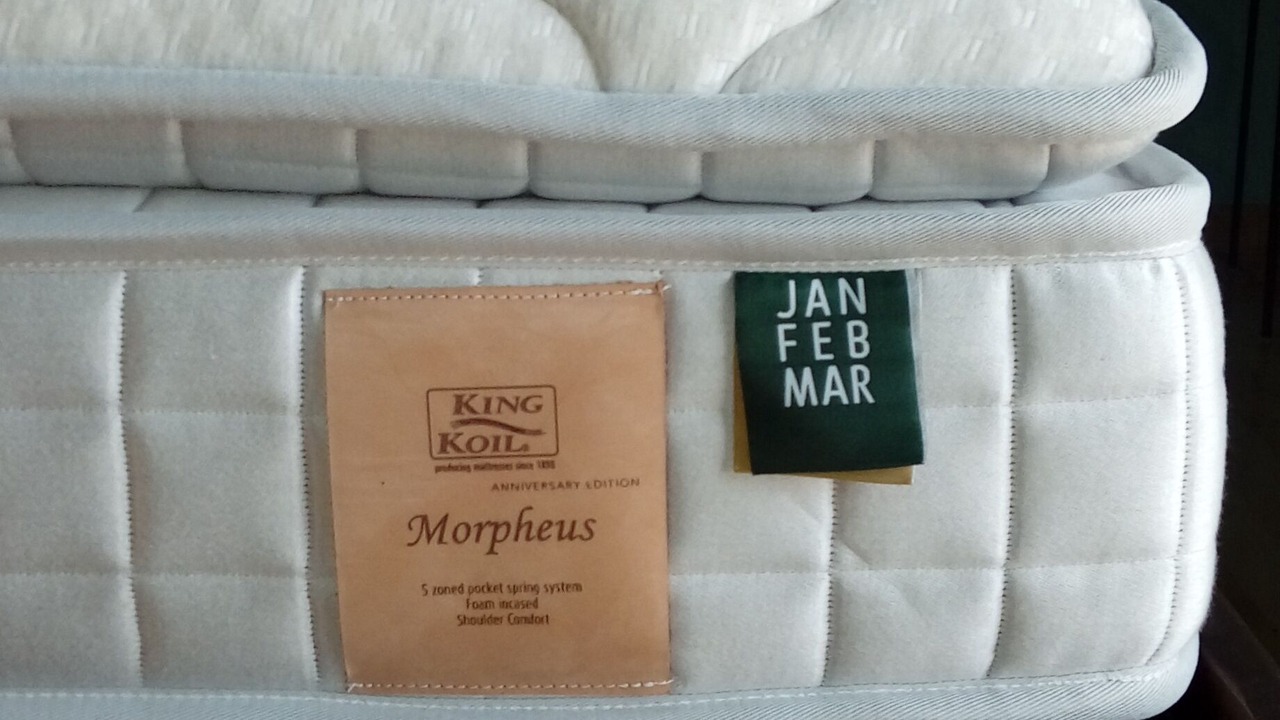 KING
KOIL
producing mattresses since 1898
ANNIVERSARY EDITION
Morpheus
5 zoned pocket spring system
Foam incased
Shoulder Comfort
JAN
FEB
MAR